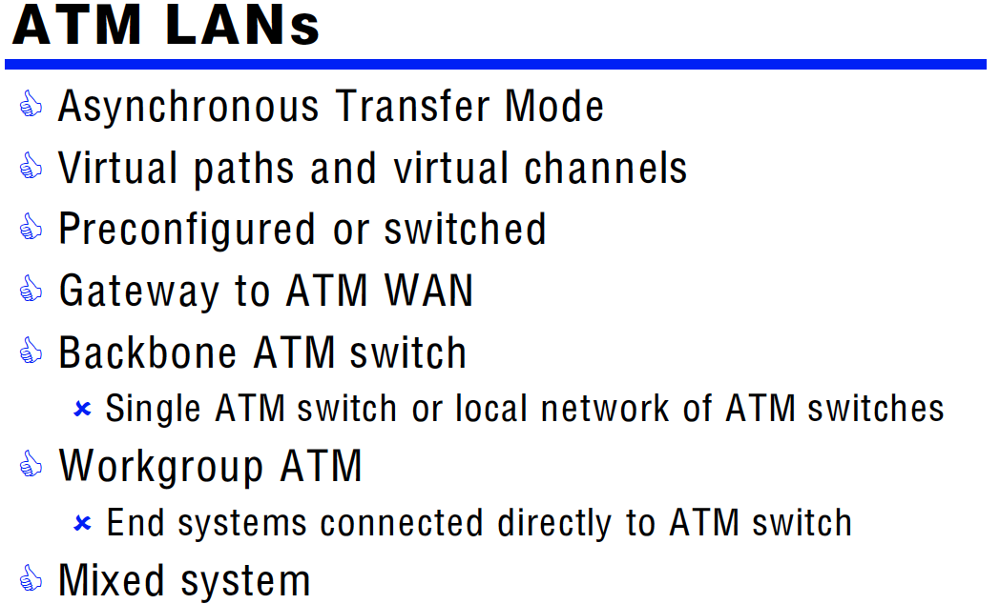 ATM LANs
Asynchronous Transfer Mode
Virtual paths and virtual channels
Preconfigured or switched
Gateway to ATM WAN
Backbone ATM switch
Single ATM switch or local network of ATM switches
Workgroup ATM
End systems connected directly to ATM switch
Mixed system